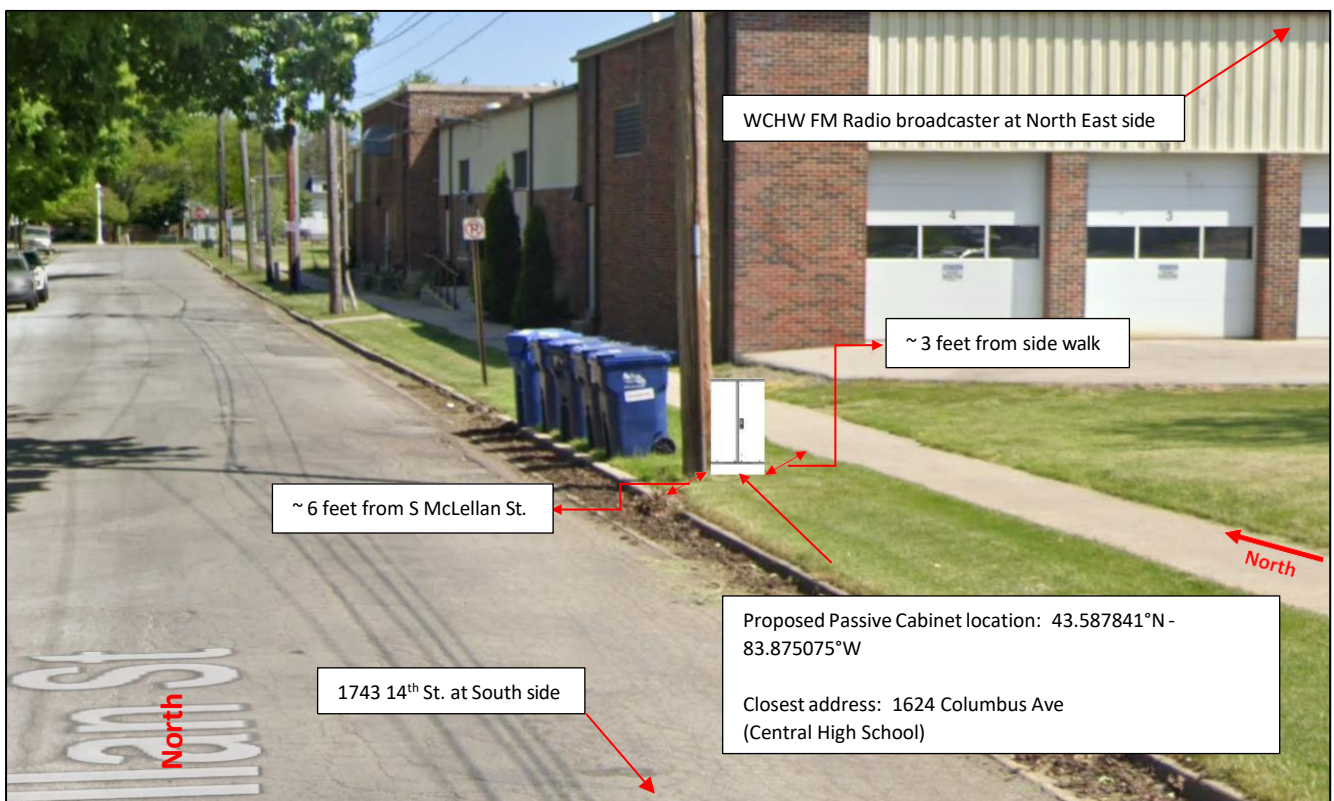 WCHW FM Radio broadcaster at North East side
4
3
~ 3 feet from side walk
~ 6 feet from S McLellan St.
North
Proposed Passive Cabinet location: 43.587841°N -
83.875075°W
Closest address: 1624 Columbus Ave
(Central High School)
1743 14th St. at South side
llan St
North